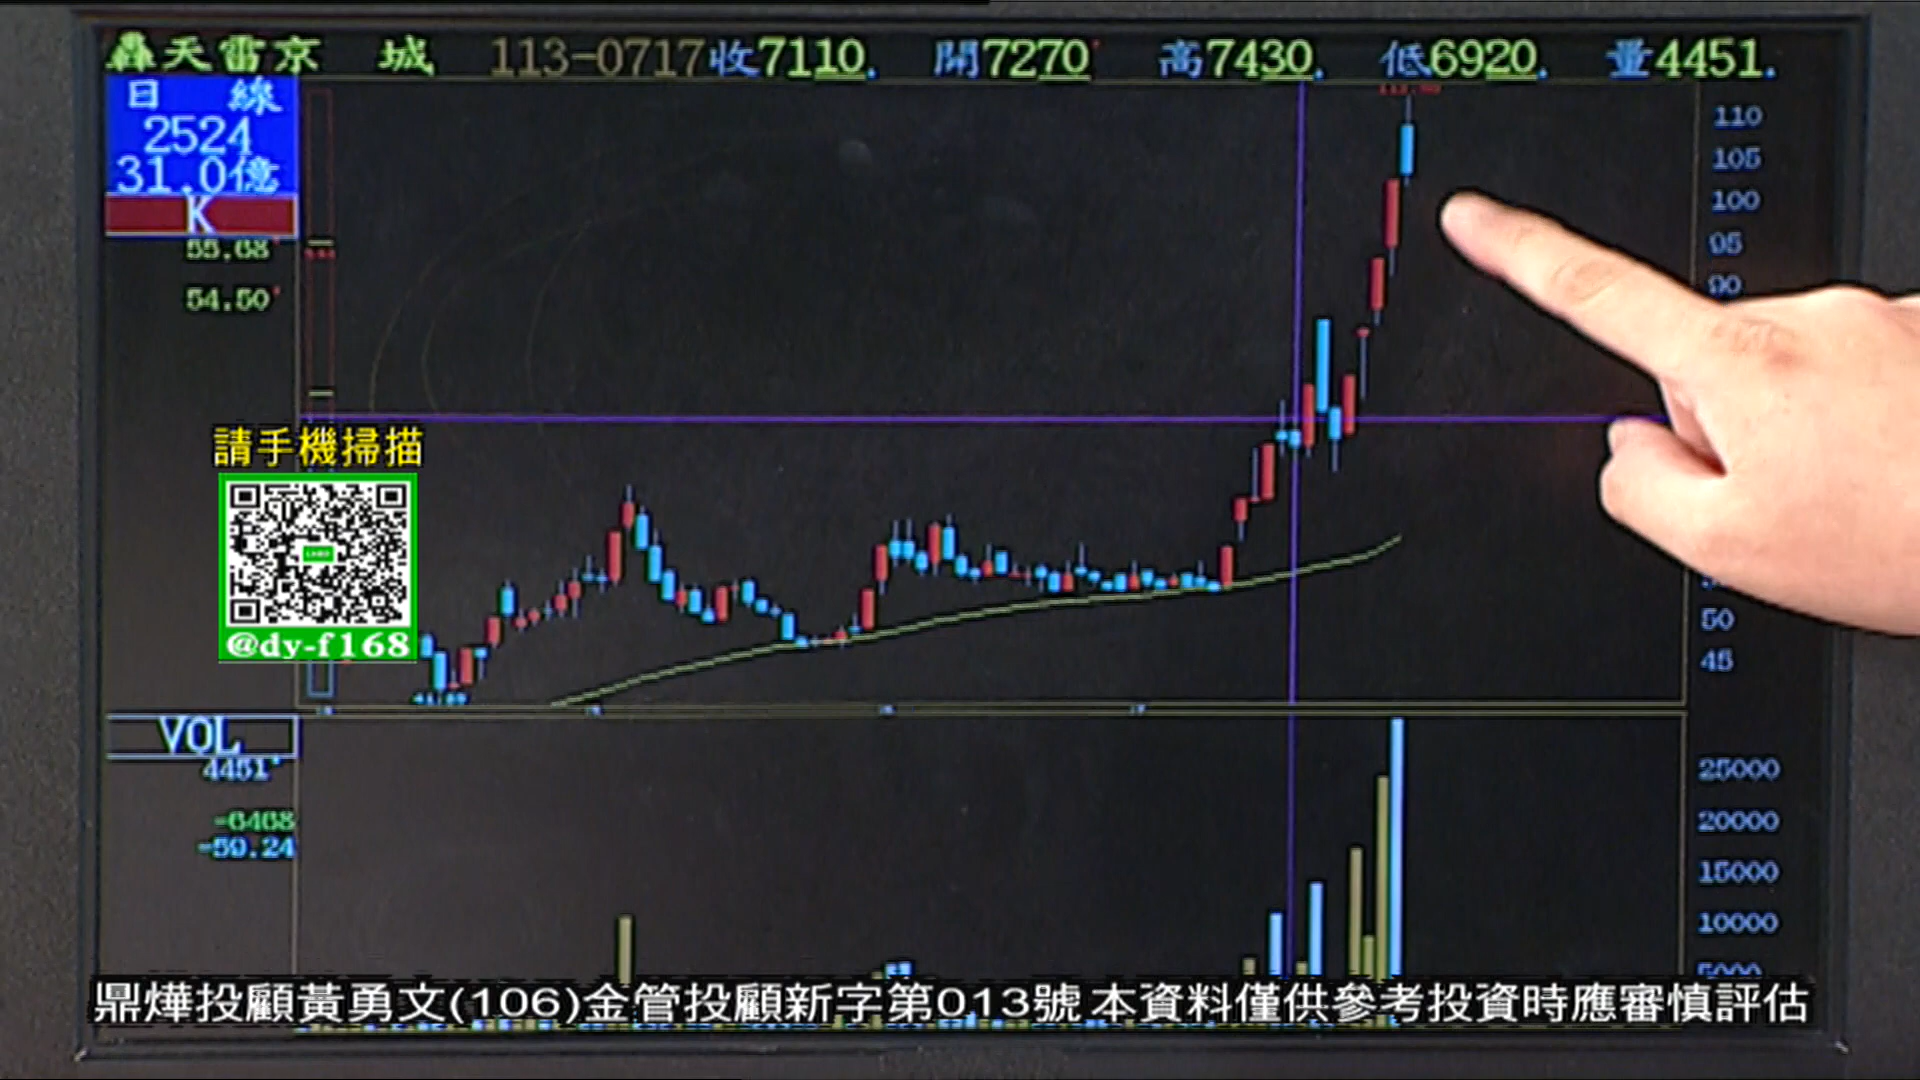 轟天雷京 城 113-0717收7110. 開7270 高7430. 低6920. 量4451.
日 線
2524
31.0億
K
55.68
54.50
110
105
100
95
90
50
45
請手機掃描
@dy-f168
VOL
4451
-6468
-59.24
25000
20000
15000
10000
5000
鼎燁投顧黃勇文(106)金管投顧新字第013號 本資料僅供參考投資時應審慎評估